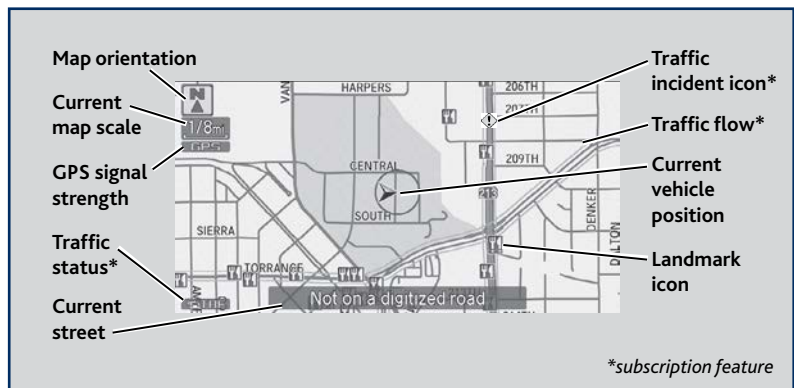 Map orientation
Current
map scale
GPS signal
strength
Traffic
status*
Current
street
N
1/8mi
GPS
VAN
HARPERS
CENTRAL
SOUTH
SIERRA
TORRANCE
Not on a digitized road
206TH
207TH
209TH
213
DENKER
DALTON
Traffic
incident icon*
Traffic flow*
Current
vehicle
position
Landmark
icon
*subscription feature